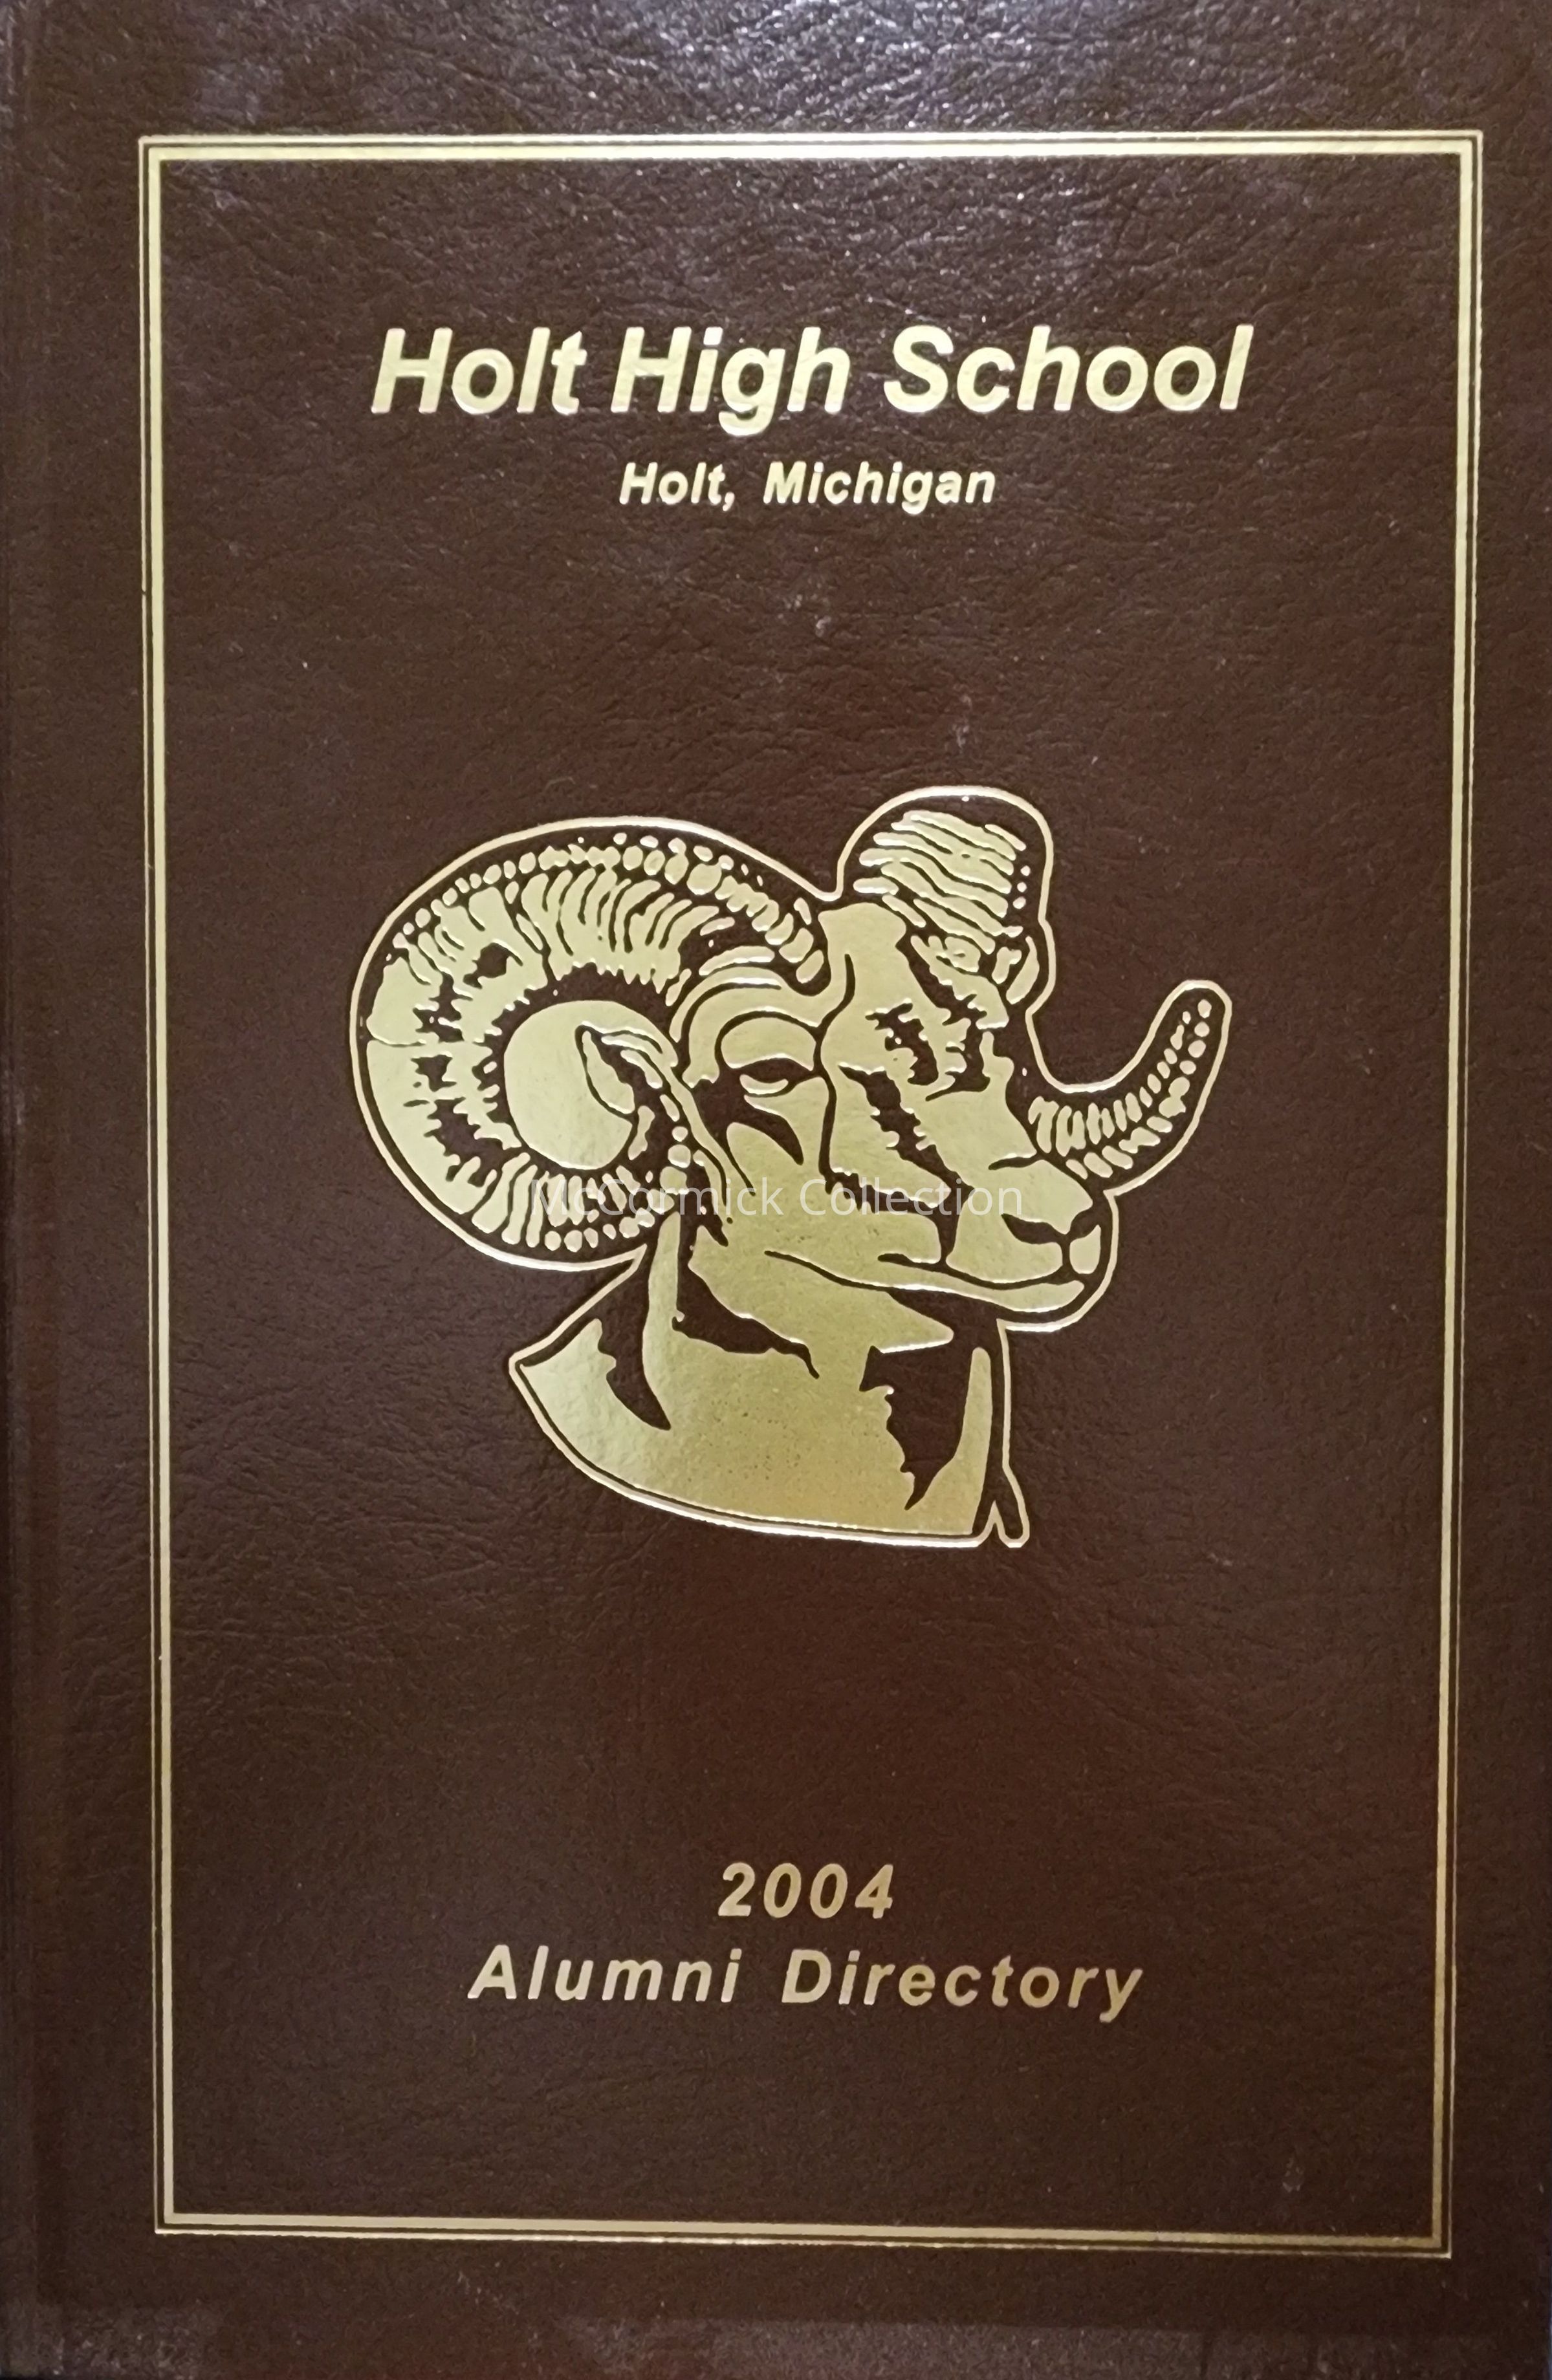 Holt High School
Holt, Michigan
McCormick Collection
2004
Alumni Directory